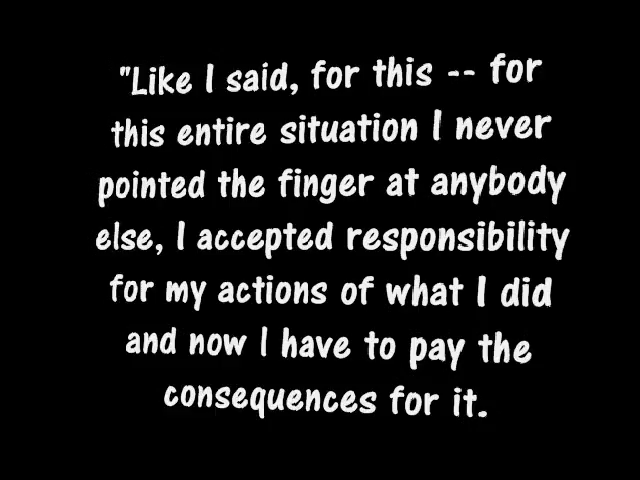 "Like I said, for this -- for
this entire situation I never
pointed the finger at anybody
else, I accepted responsibility
for my actions of what I did
and now I have to pay the
consequences for it.